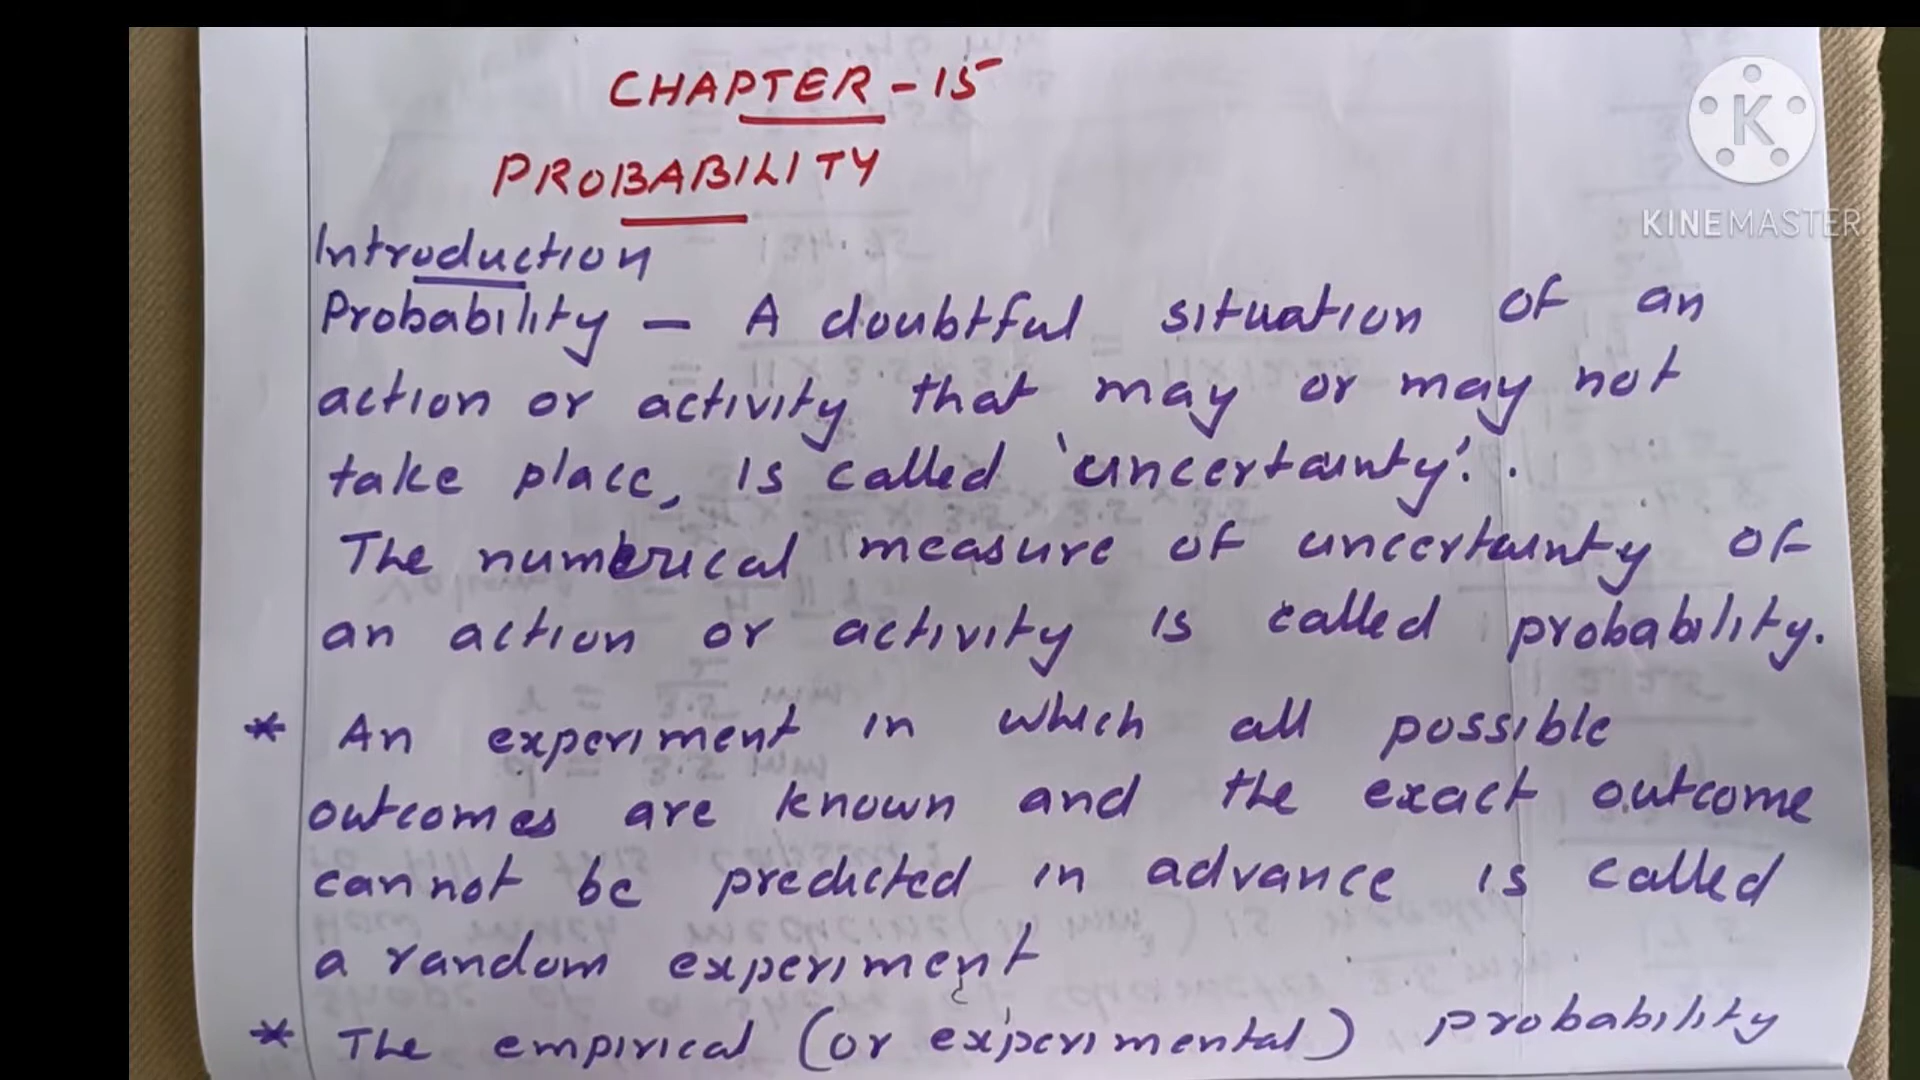 CHAPTER - 15
PROBABILITY
Introduction
Probability — A doubtful situation of an
action or activity that may or may not
take place, is called 'uncertainty'.
The numerical measure of uncertainty of
an action or activity is called probability.
* An experiment in which all possible
outcomes are known and the exact outcome
cannot be predicted in advance is called
a random experiment
* The empirical (or experimental) probability
K
KINEMASTER